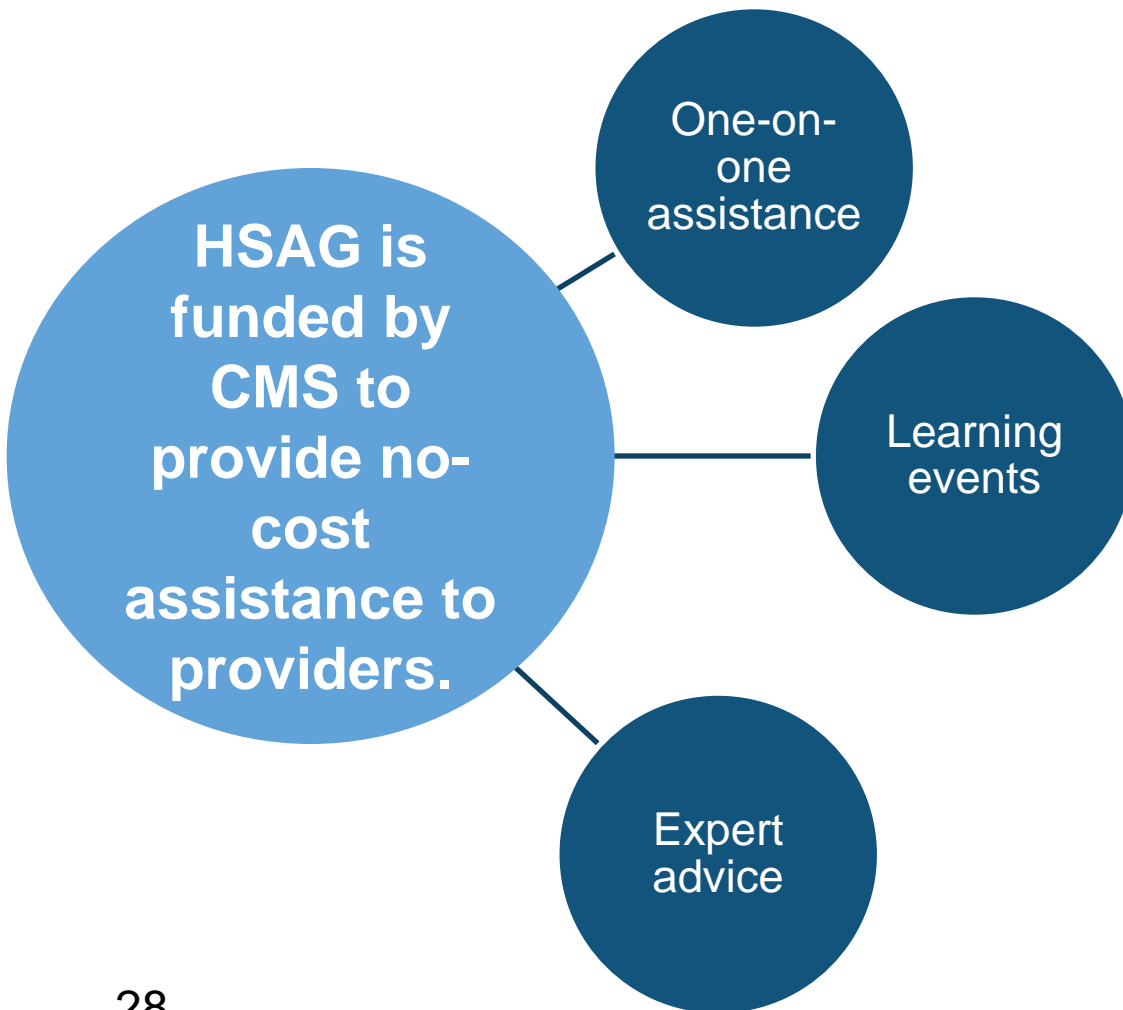 HSAG is
funded by
CMS to
provide no-
cost
assistance to
providers.
One-on-
one
assistance
Learning
events
Expert
advice
28